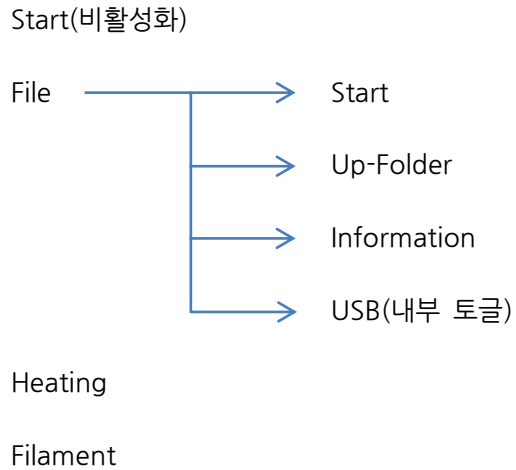 Start(비활성화)
File
Start
Up-Folder
Information
USB(내부 토글)
Heating
Filament